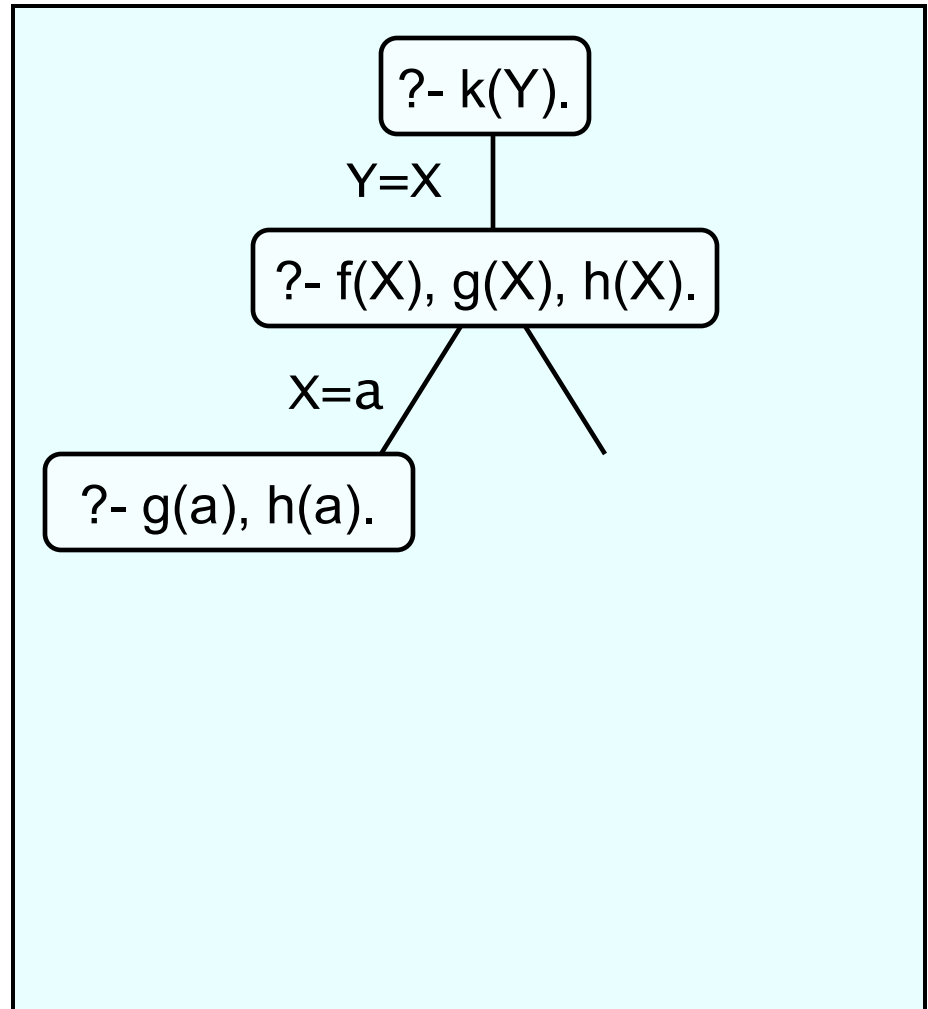 ?- k(Y).
Y=X
?- f(X), g(X), h(X).
X=a
?- g(a), h(a).